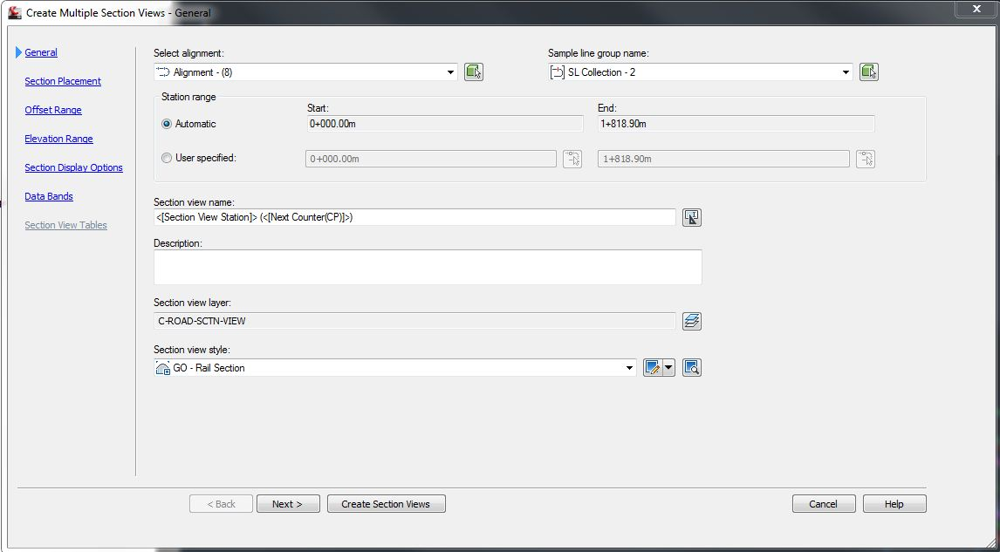 Create Multiple Section Views - General
General
Section Placement
Offset Range
Elevation Range
Section Display Options
Data Bands
Section View Tables
Select alignment:
Sample line group name:
Alignment - (8)
SL Collection - 2
Station range
Start:
End:
Automatic
0+000.00m
1+818.90m
User specified:
0+000.00m
1+818.90m
Section view name:
<[Section View Station]> (<[Next Counter(CP)]>)
Description:
Section view layer:
C-ROAD-SCTN-VIEW
Section view style:
GO - Rail Section
< Back
Next >
Create Section Views
Cancel
Help